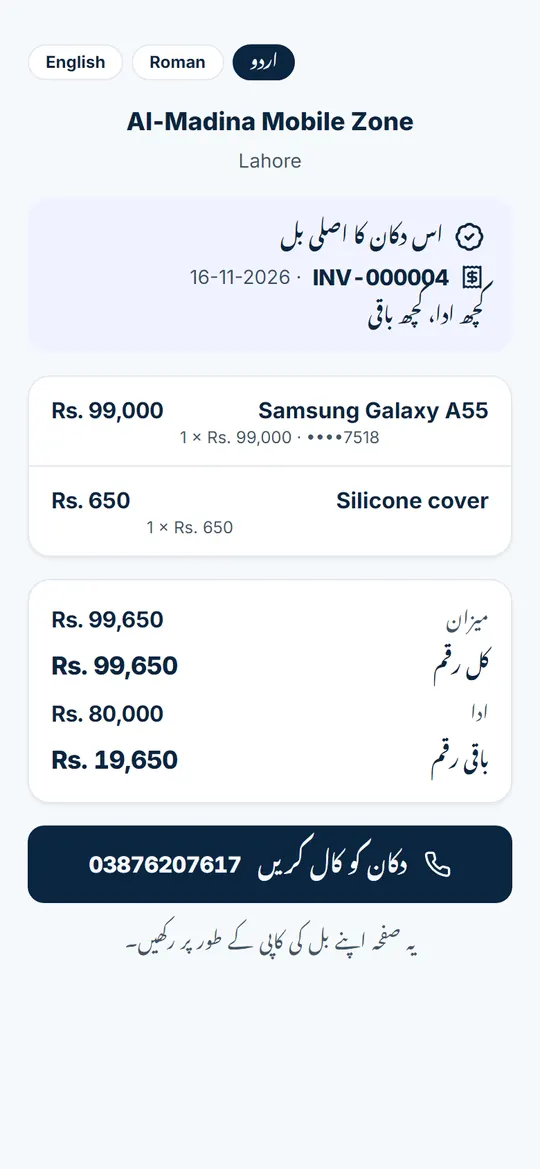 English Roman اردو
Al-Madina Mobile Zone
Lahore
اس دکان کا اصلی بل
INV-000004 · 16-11-2026
کچھ ادا، کچھ باقی
Samsung Galaxy A55 Rs. 99,000
1 × Rs. 99,000 · ••••7518
Silicone cover Rs. 650
1 × Rs. 650
میزان Rs. 99,650
کل رقم Rs. 99,650
ادا Rs. 80,000
باقی رقم Rs. 19,650
دکان کو کال کریں 03876207617
یہ صفحہ اپنے بل کی کاپی کے طور پر رکھیں۔